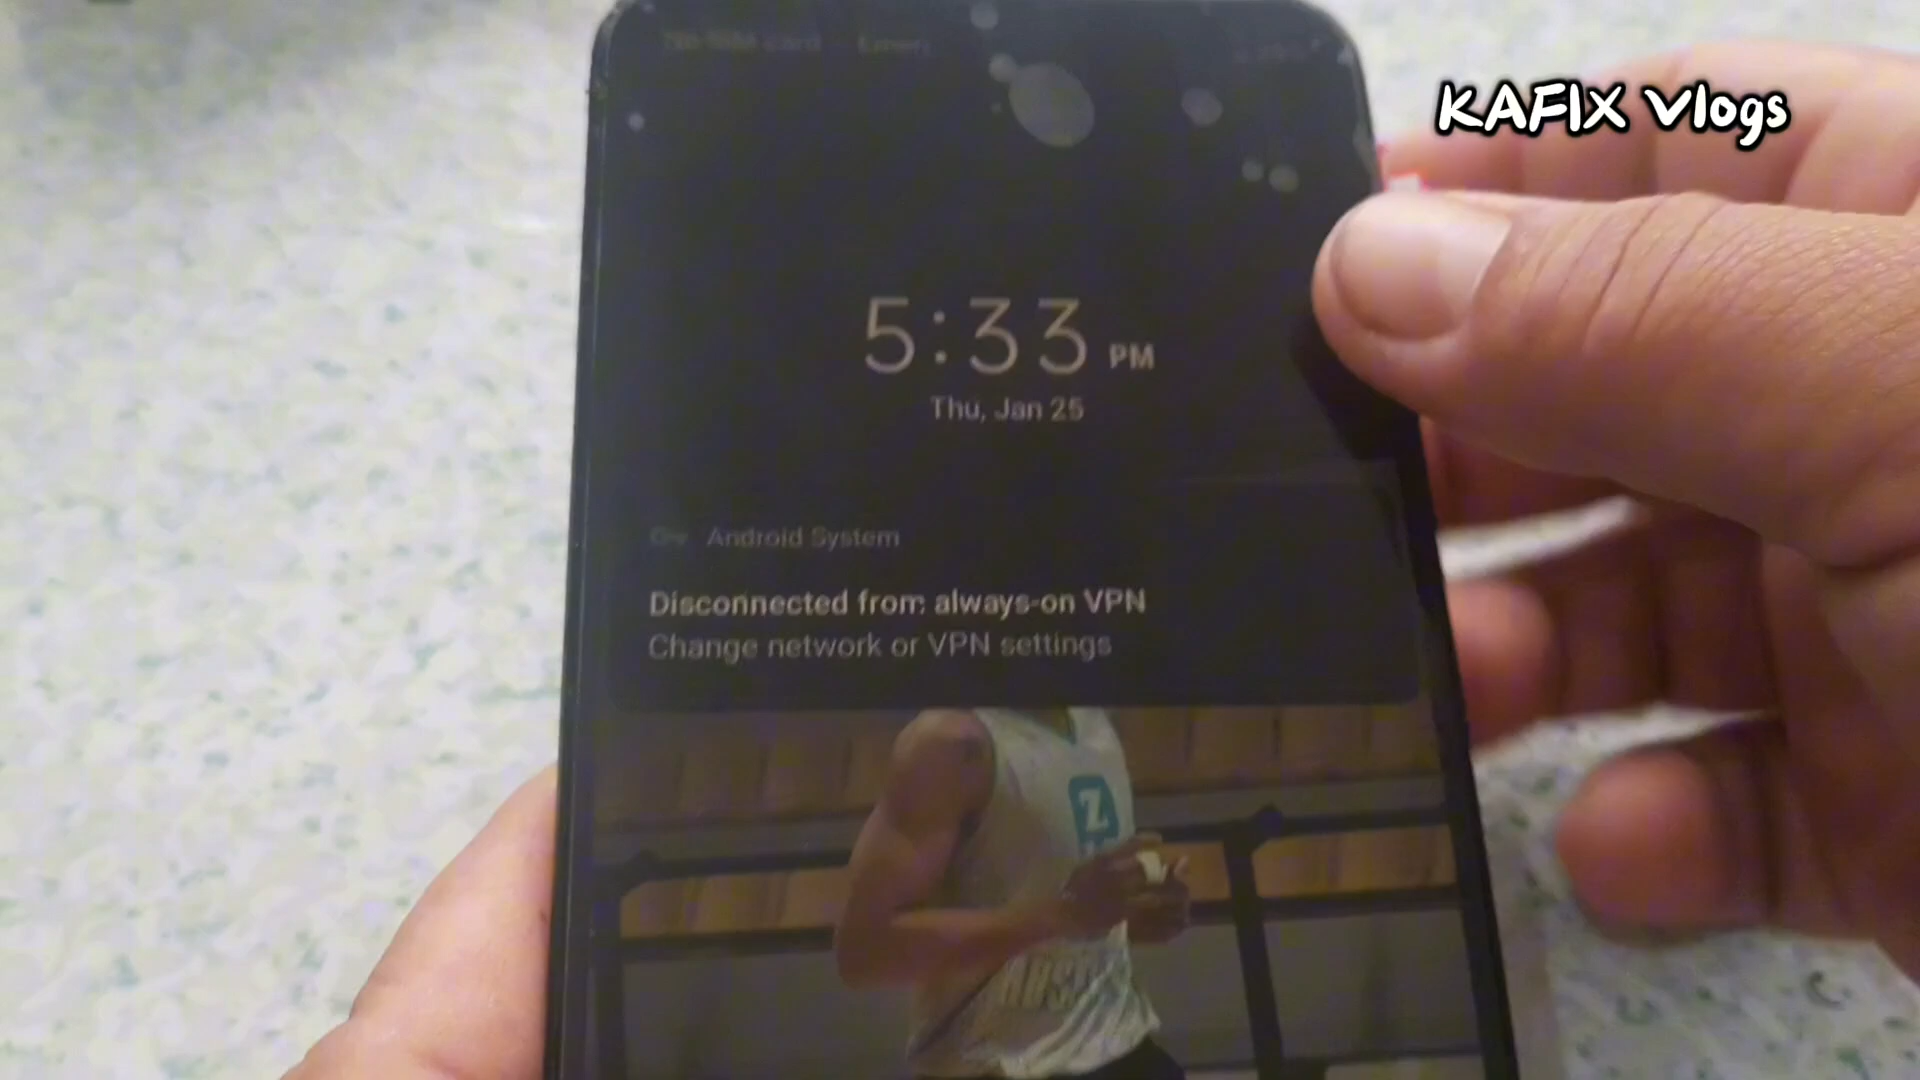 KAFIX Vlogs
5:33 PM
Thu, Jan 25
Android System
Disconnected from always-on VPN
Change network or VPN settings
Z